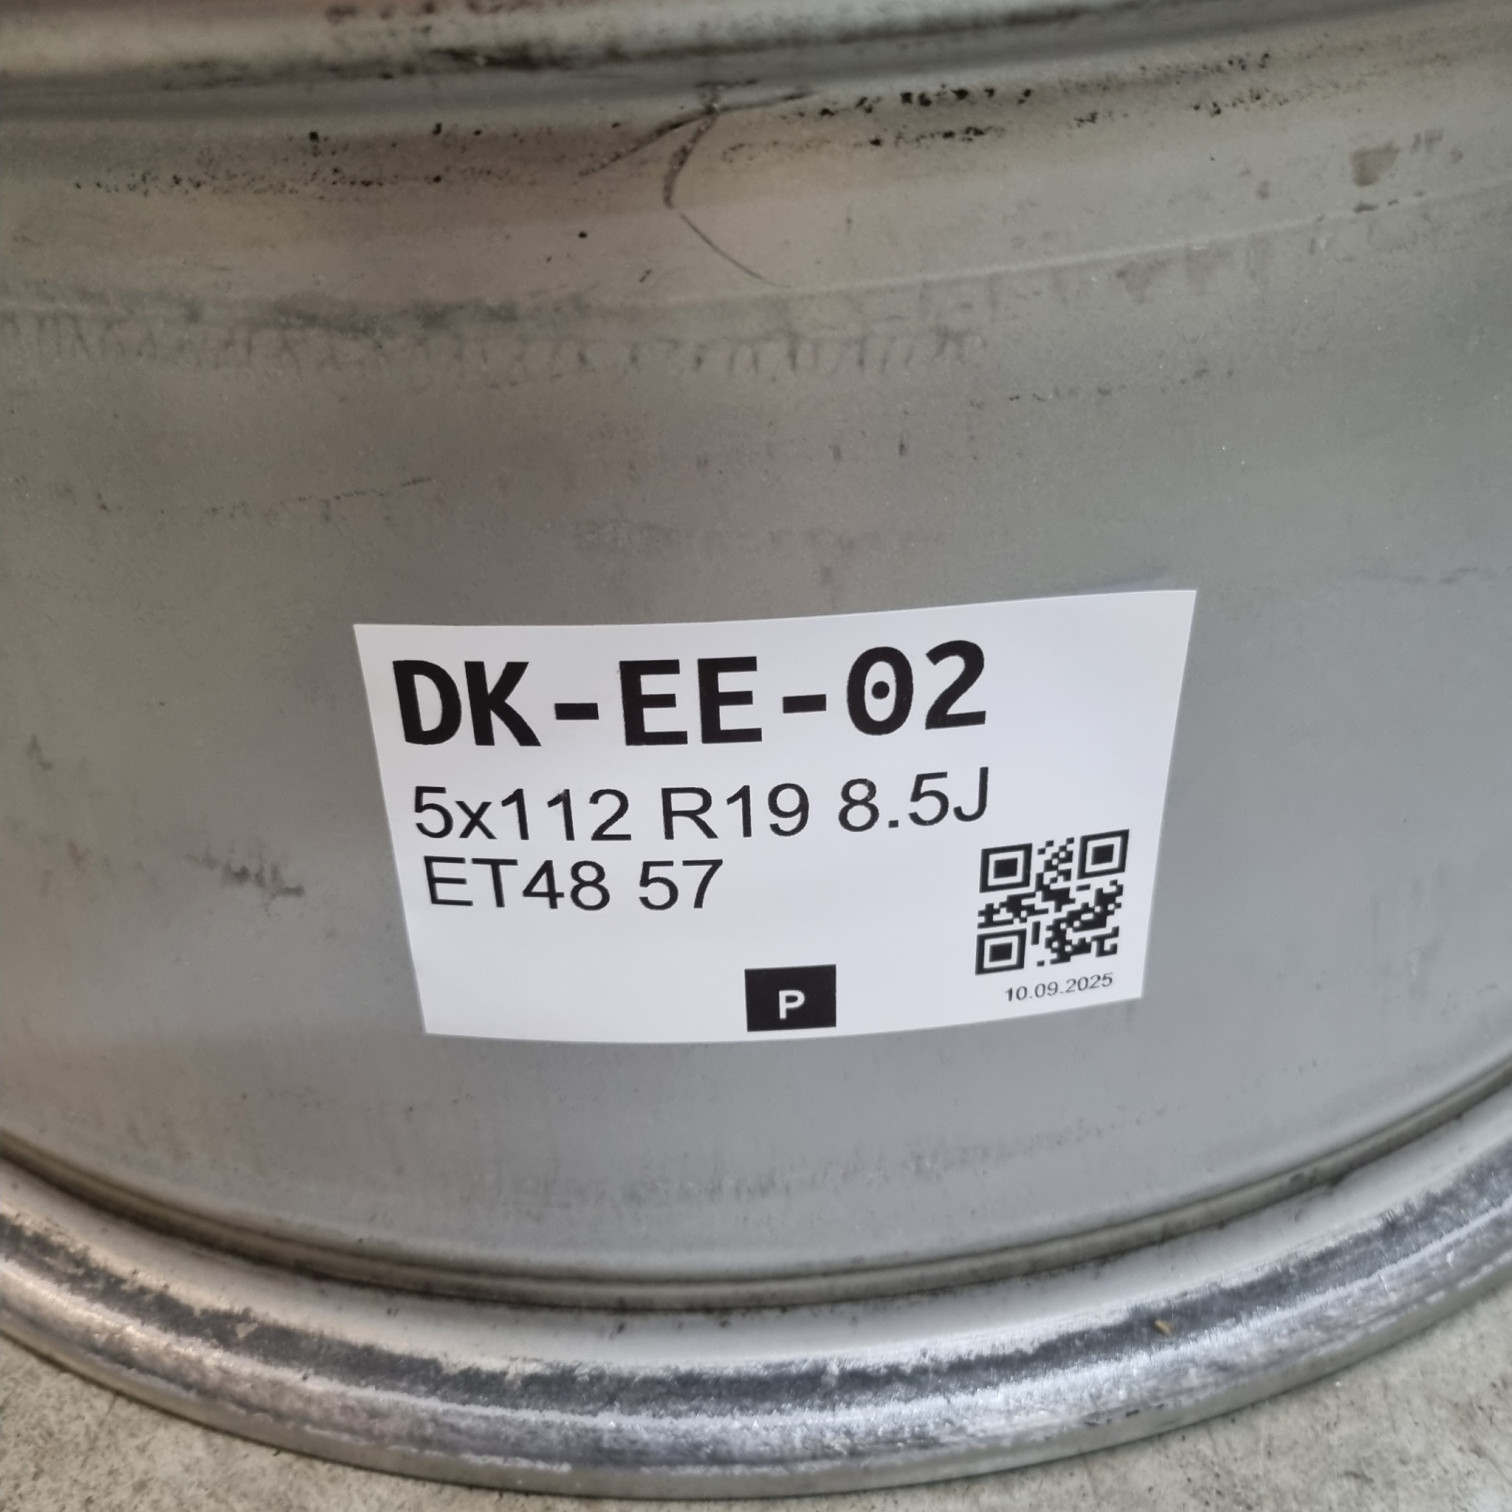 DK-EE-02
5x112 R19 8.5J
ET48 57
P
10.09.2025